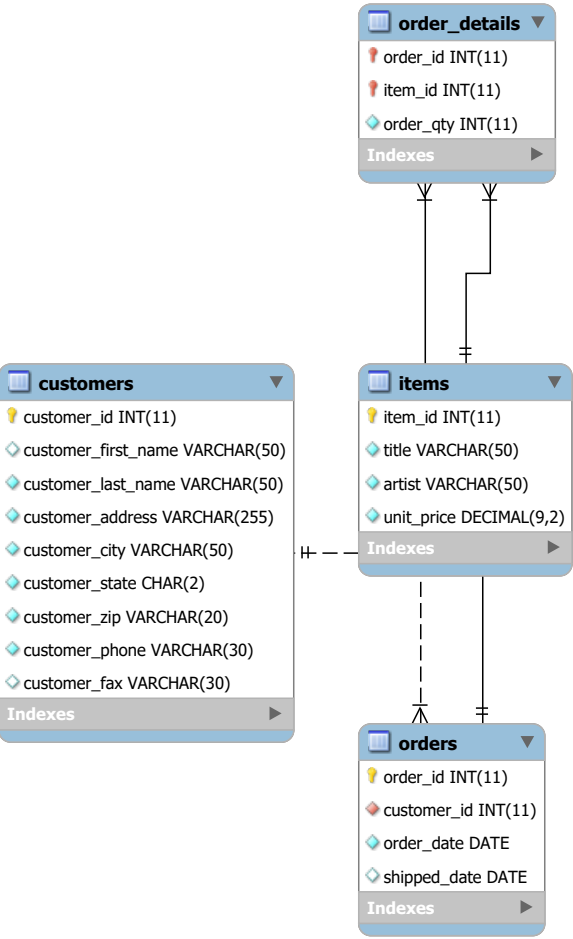 order_details
order_id INT(11)
item_id INT(11)
order_qty INT(11)
Indexes
customers
customer_id INT(11)
customer_first_name VARCHAR(50)
customer_last_name VARCHAR(50)
customer_address VARCHAR(255)
customer_city VARCHAR(50)
customer_state CHAR(2)
customer_zip VARCHAR(20)
customer_phone VARCHAR(30)
customer_fax VARCHAR(30)
Indexes
items
item_id INT(11)
title VARCHAR(50)
artist VARCHAR(50)
unit_price DECIMAL(9,2)
Indexes
orders
order_id INT(11)
customer_id INT(11)
order_date DATE
shipped_date DATE
Indexes